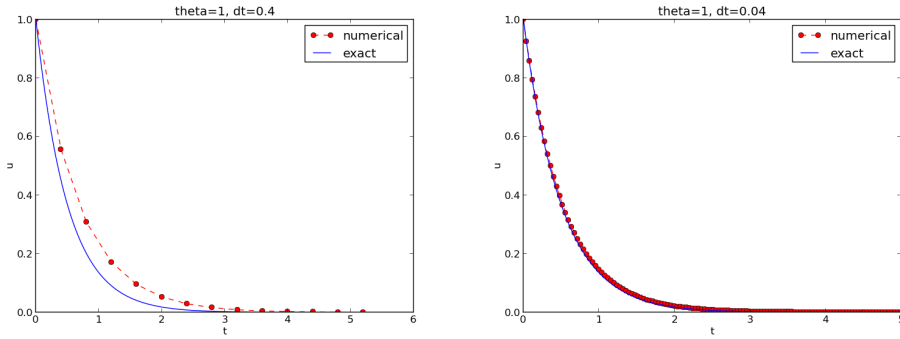 theta=1, dt=0.4
1.0
0.8
0.6
0.4
0.2
0.0
u
numerical
exact
0 1 2 3 4 5 6
t
theta=1, dt=0.04
1.0
0.8
0.6
0.4
0.2
0.0
u
numerical
exact
0 1 2 3 4 5
t